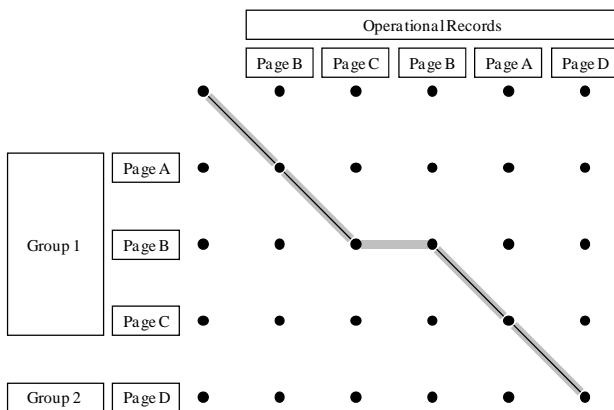 Operational Records
Page B Page C Page B Page A Page D
Page A
Group 1 Page B
Page C
Group 2 Page D